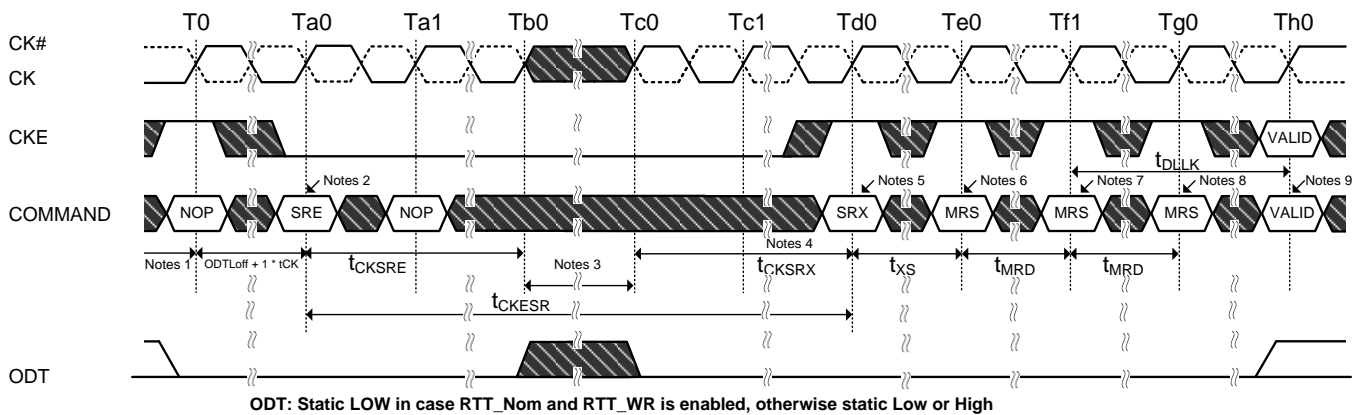 T0 Ta0 Ta1 Tb0 Tc0 Tc1 Td0 Te0 Tf1 Tg0 Th0
CK#
CK
CKE
VALID
tDLLK
Notes 2 Notes 5 Notes 6 Notes 7 Notes 8 Notes 9
COMMAND
NOP SRE NOP SRX MRS MRS MRS VALID
Notes 1 ODTLoff + 1 * tCK tCKSRE Notes 3 Notes 4 tCKSRX tXS tMRD tMRD
tCKESR
ODT
ODT: Static LOW in case RTT_Nom and RTT_WR is enabled, otherwise static Low or High